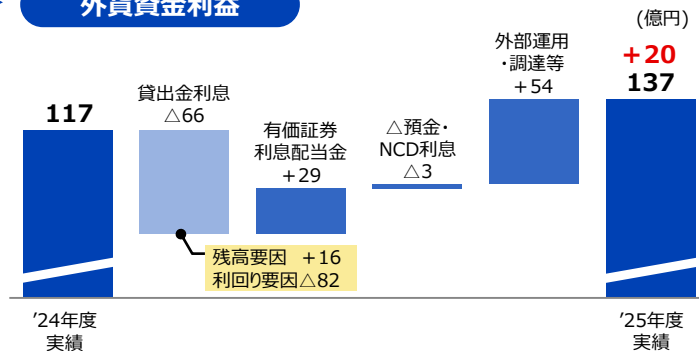 外貨資金利益
(億円)
117
貸出金利息
△66
有価証券
利息配当金
+29
△預金・
NCD利息
△3
外部運用
・調達等
+54
+20
137
残高要因 +16
利回り要因△82
'24年度
実績
'25年度
実績